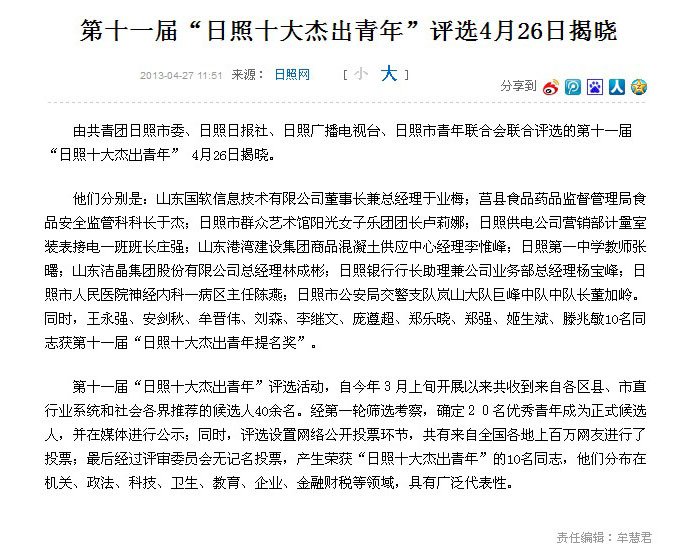 第十一届“日照十大杰出青年”评选4月26日揭晓
2013-04-27 11:51 来源： 日照网 [ 小 大 ]
分享到
由共青团日照市委、日照日报社、日照广播电视台、日照市青年联合会联合评选的第十一届
“日照十大杰出青年” 4月26日揭晓。
他们分别是：山东国软信息技术有限公司董事长兼总经理于业梅；莒县食品药品监督管理局食
品安全监管科科长于杰；日照市群众艺术馆阳光女子乐团团长卢莉娜；日照供电公司营销部计量室
装表接电一班班长庄强；山东港湾建设集团商品混凝土供应中心经理李惟峰；日照第一中学教师张
曙；山东洁晶集团股份有限公司总经理林成彬；日照银行行长助理兼公司业务部总经理杨宝峰；日
照市人民医院神经内科一病区主任陈燕；日照市公安局交警支队岚山大队巨峰中队中队长董加岭。
同时，王永强、安剑秋、牟晋伟、刘森、李继文、庞遵超、郑乐晓、郑强、姬生斌、滕兆敏10名同
志获第十一届“日照十大杰出青年提名奖”。
第十一届“日照十大杰出青年”评选活动，自今年３月上旬开展以来共收到来自各区县、市直
行业系统和社会各界推荐的候选人40余名。经第一轮筛选考察，确定２０名优秀青年成为正式候选
人，并在媒体进行公示；同时，评选设置网络公开投票环节，共有来自全国各地上百万网友进行了
投票；最后经过评审委员会无记名投票，产生荣获“日照十大杰出青年”的10名同志，他们分布在
机关、政法、科技、卫生、教育、企业、金融财税等领域，具有广泛代表性。
责任编辑：牟慧君